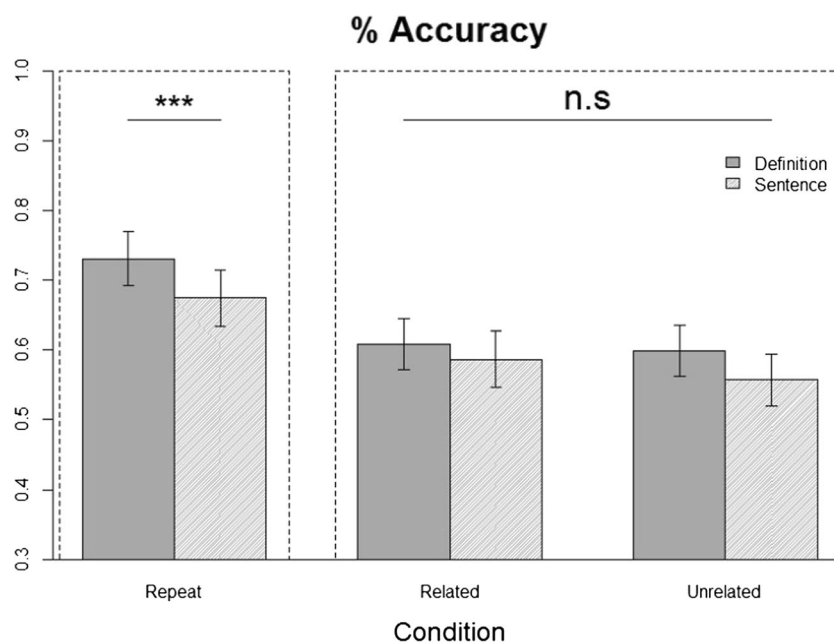 % Accuracy
***
n.s
Definition
Sentence
1.0
0.9
0.8
0.7
0.6
0.5
0.4
0.3
Repeat Related Unrelated
Condition